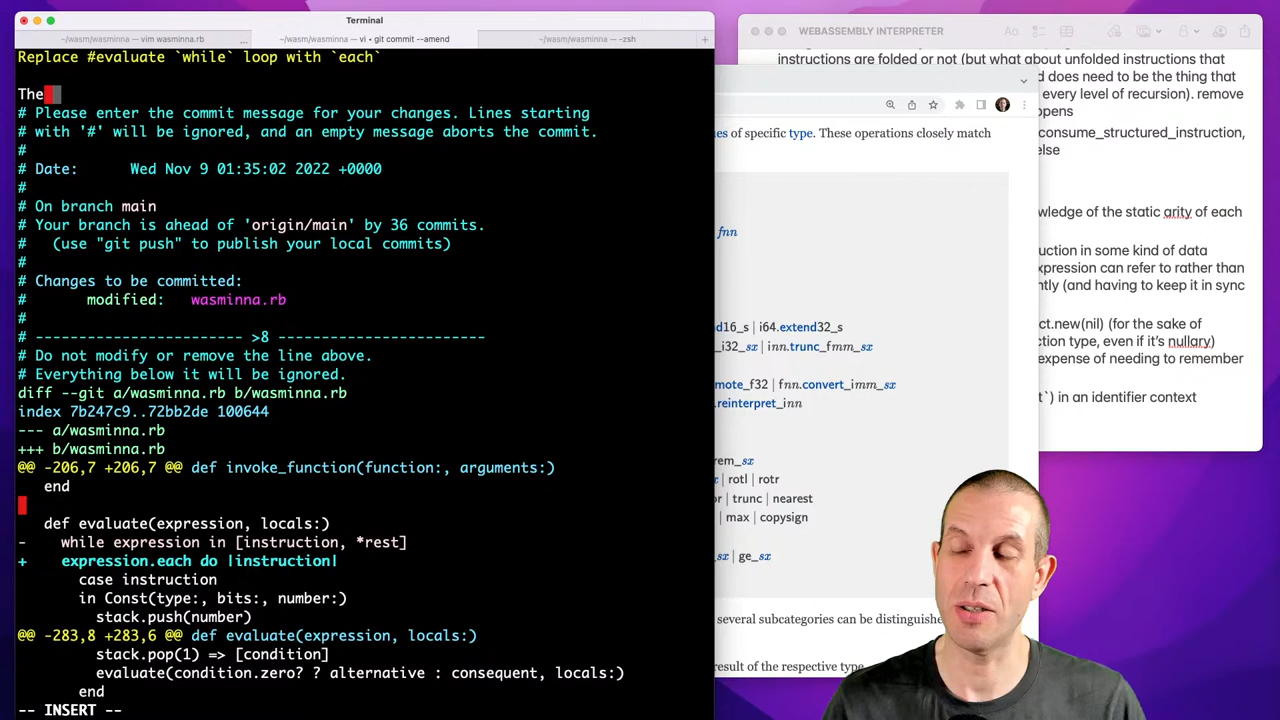 Terminal
~/wasm/wasminna — vim wasminna.rb
...
~/wasm/wasminna — vi • git commit --amend
~/wasm/wasminna — -zsh
+
Replace #evaluate `while` loop with `each`
The
# Please enter the commit message for your changes. Lines starting
# with '#' will be ignored, and an empty message aborts the commit.
#
# Date:      Wed Nov 9 01:35:02 2022 +0000
#
# On branch main
# Your branch is ahead of 'origin/main' by 36 commits.
#   (use "git push" to publish your local commits)
#
# Changes to be committed:
#       modified:   wasminna.rb
#
# ------------------------ >8 ------------------------
# Do not modify or remove the line above.
# Everything below it will be ignored.
diff --git a/wasminna.rb b/wasminna.rb
index 7b247c9..72bb2de 100644
--- a/wasminna.rb
+++ b/wasminna.rb
@@ -206,7 +206,7 @@ def invoke_function(function:, arguments:)
   end
   def evaluate(expression, locals:)
-    while expression in [instruction, *rest]
+    expression.each do |instruction|
       case instruction
       in Const(type:, bits:, number:)
         stack.push(number)
@@ -283,8 +283,6 @@ def evaluate(expression, locals:)
         stack.pop(1) => [condition]
         evaluate(condition.zero? ? alternative : consequent, locals:)
       end
-- INSERT --
es of specific type. These operations closely match
fnn
d16_s | i64.extend32_s
_i32_sx | inn.trunc_fmm_sx
mote_f32 | fnn.convert_imm_sx
.reinterpret_inn
rem_sx
| rotl | rotr
or | trunc | nearest
| max | copysign
_sx | ge_sx
several subcategories can be distinguishe
result of the respective type
WEBASSEMBLY INTERPRETER
Aa
instructions are folded or not (but what about unfolded instructions that
d does need to be the thing that
every level of recursion). remove
pens
consume_structured_instruction,
else
wledge of the static arity of each
uction in some kind of data
expression can refer to rather than
ntly (and having to keep it in sync
ct.new(nil) (for the sake of
ction type, even if it's nullary)
expense of needing to remember
t`) in an identifier context